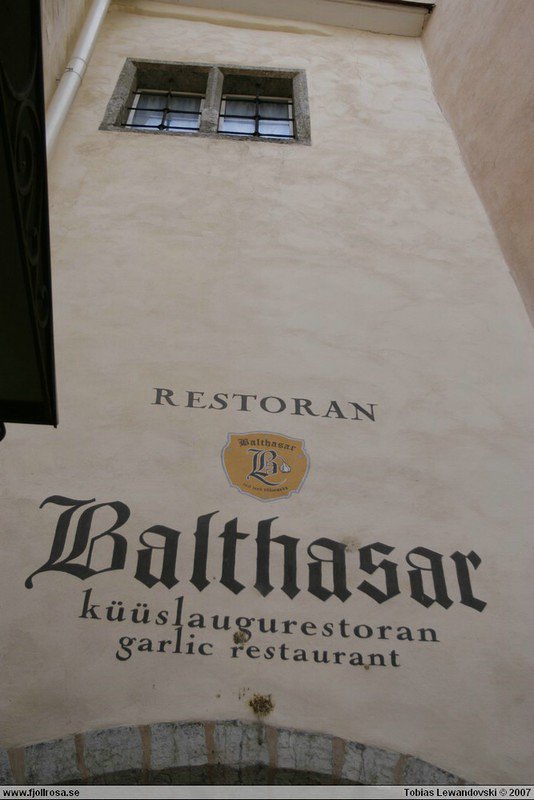 RESTORAN
Balthasar
B
Balthasar
küüslaugurestoran
garlic restaurant
www.fjollrosa.se
Tobias Lewandovski © 2007